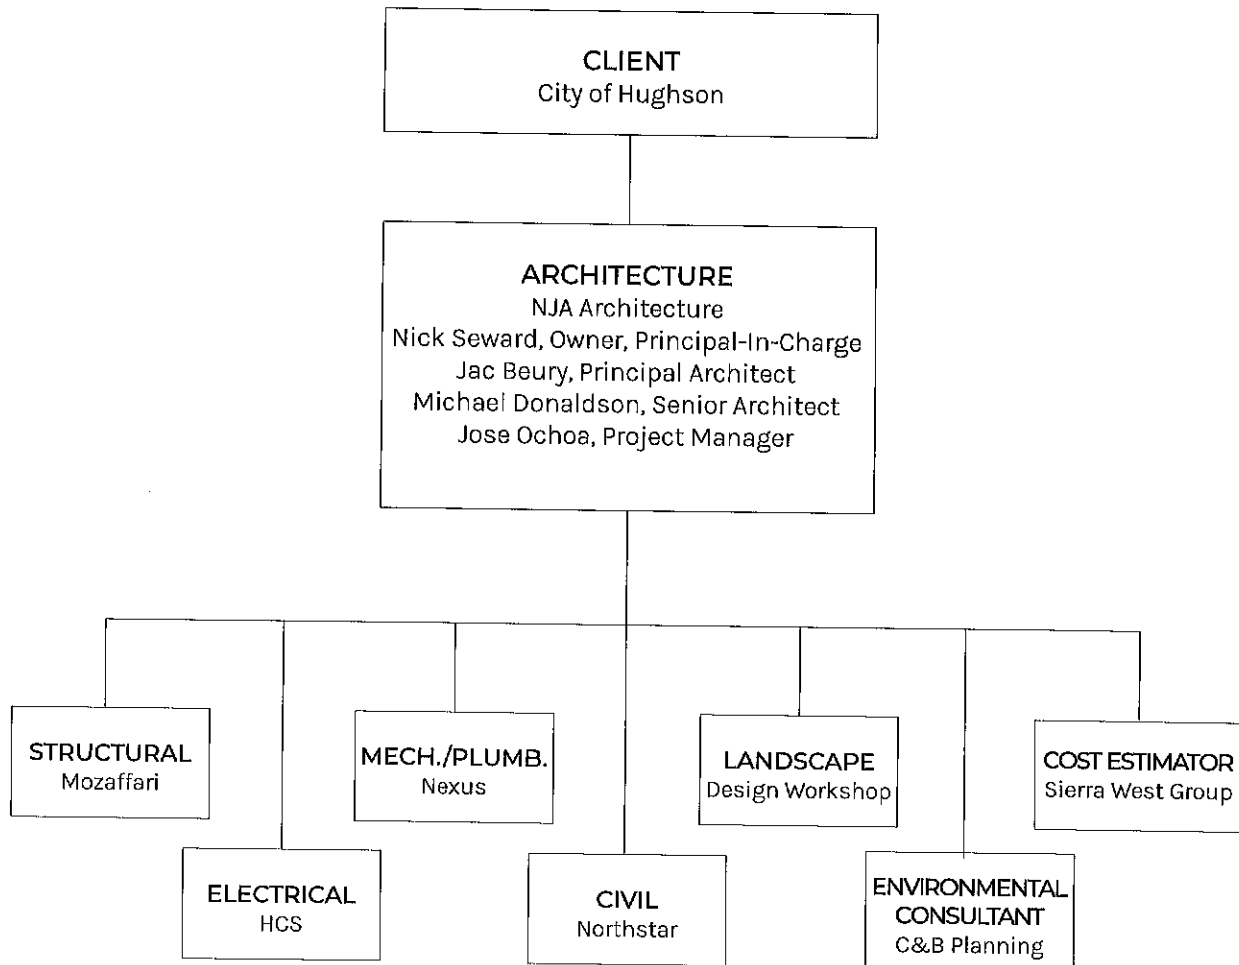 CLIENT
City of Hughson
ARCHITECTURE
NJA Architecture
Nick Seward, Owner, Principal-In-Charge
Jac Beury, Principal Architect
Michael Donaldson, Senior Architect
Jose Ochoa, Project Manager
STRUCTURAL
Mozaffari
MECH./PLUMB.
Nexus
LANDSCAPE
Design Workshop
COST ESTIMATOR
Sierra West Group
ELECTRICAL
HCS
CIVIL
Northstar
ENVIRONMENTAL
CONSULTANT
C&B Planning